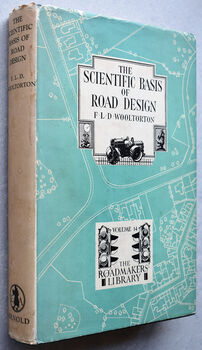 THE
SCIENTIFIC
BASIS OF
ROAD
DESIGN
F. L. D.
WOOLTORTON
ARNOLD
THE
SCIENTIFIC BASIS
OF
ROAD DESIGN
F L D WOOLTORTON
VOLUME 14
THE
ROADMAKERS'
LIBRARY